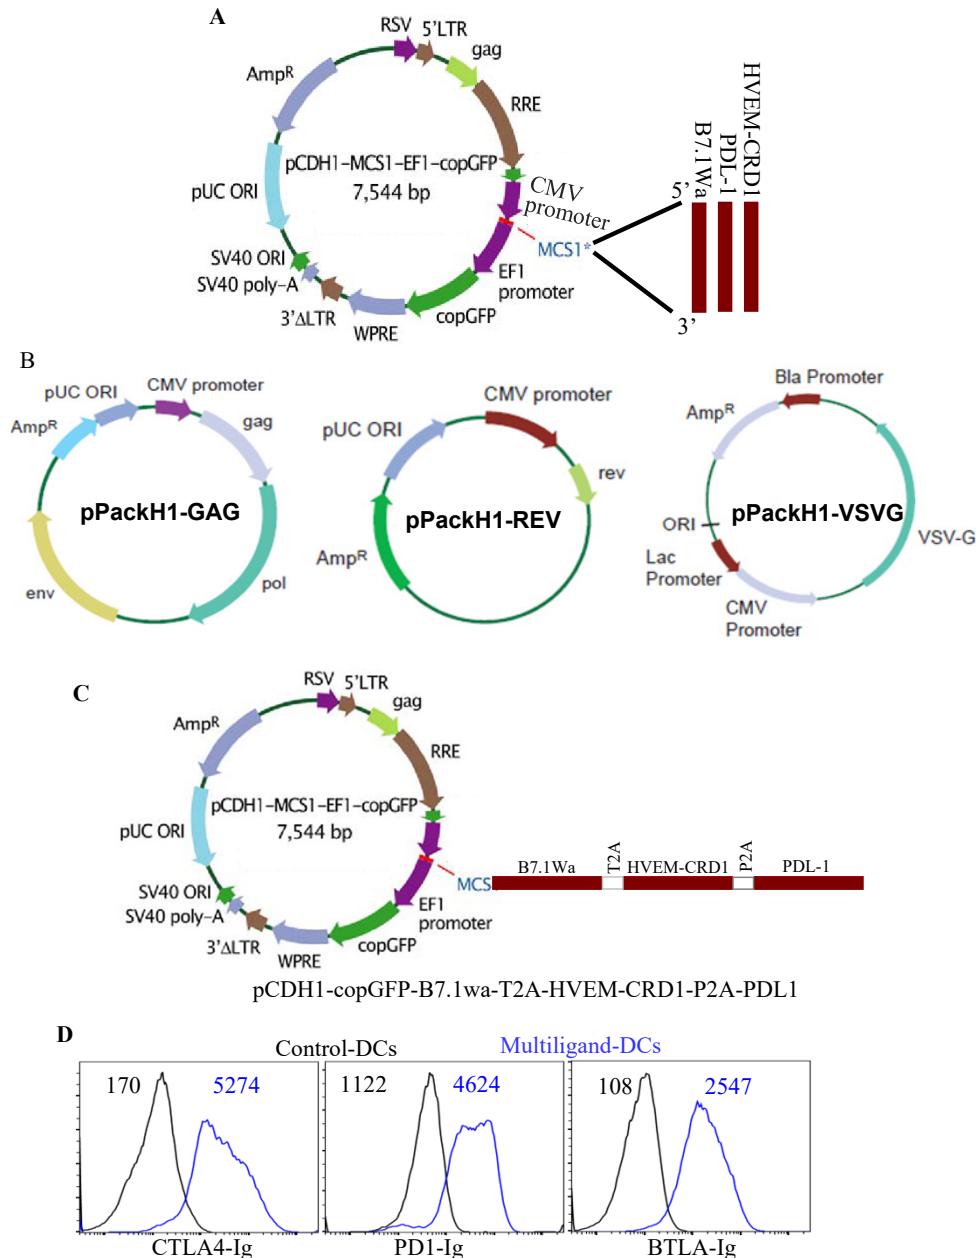 A
RSV
5'LTR
gag
AmpR
RRE
pCDH1-MCS1-EF1-copGFP
7,544 bp
pUC ORI
CMV
promoter
MCS1*
SV40 ORI
SV40 poly-A
EF1
promoter
3'ΔLTR
WPRE
copGFP
5'
3'
B7.1Wa
PDL-1
HVEM-CRD1
B
pUC ORI
CMV promoter
AmpR
gag
pPackH1-GAG
env
pol
CMV promoter
pUC ORI
rev
pPackH1-REV
AmpR
Bla Promoter
AmpR
pPackH1-VSVG
ORI
VSV-G
Lac
Promoter
CMV
Promoter
C
RSV
5'LTR
gag
AmpR
RRE
pCDH1-MCS1-EF1-copGFP
7,544 bp
pUC ORI
MCS
B7.1Wa
T2A
HVEM-CRD1
P2A
PDL-1
SV40 ORI
SV40 poly-A
EF1
promoter
3'ΔLTR
WPRE
copGFP
pCDH1-copGFP-B7.1wa-T2A-HVEM-CRD1-P2A-PDL1
D
Control-DCs
Multiligand-DCs
170
5274
1122
4624
108
2547
CTLA4-Ig
PD1-Ig
BTLA-Ig